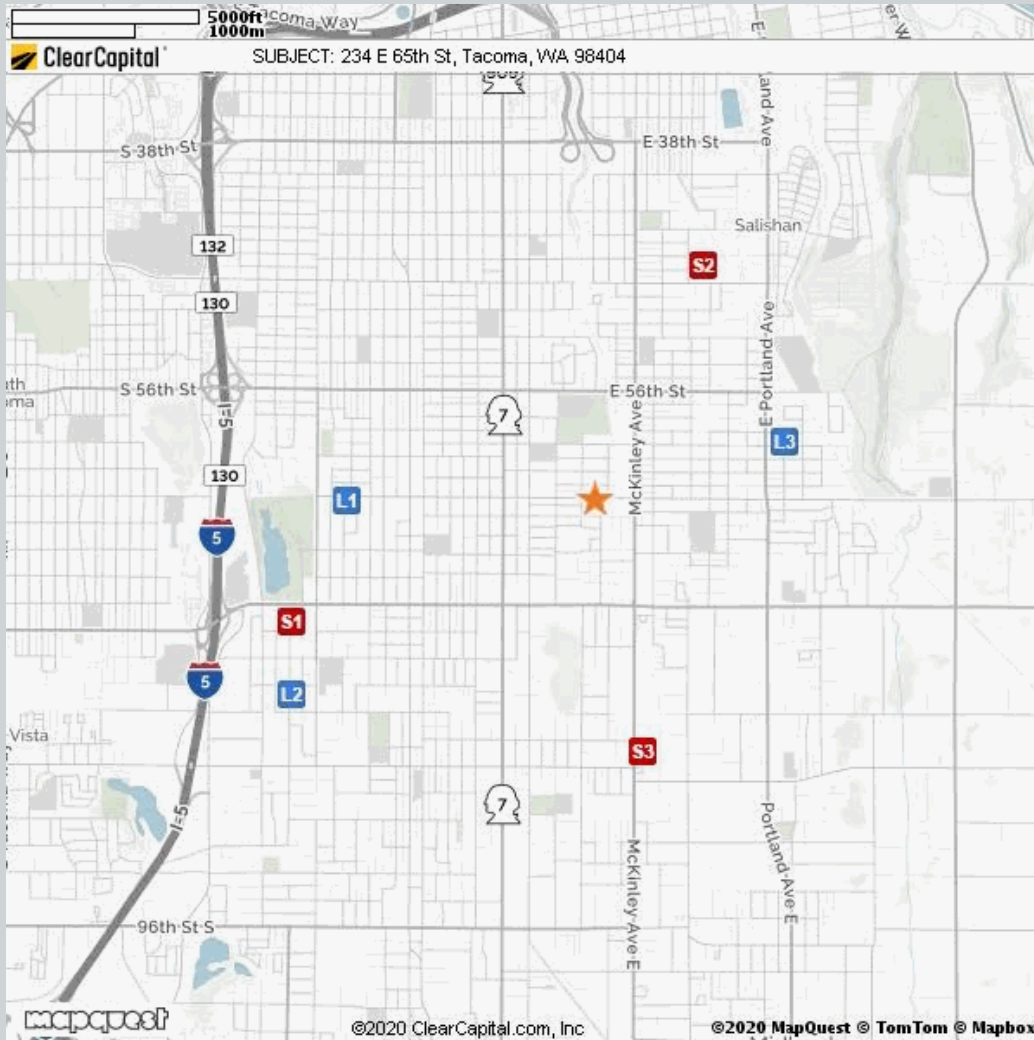 Tacoma Way
5000ft
1000m
ClearCapital
SUBJECT: 234 E 65th St, Tacoma, WA 98404
S 38th St
E 38th St
Salishan
132
S2
130
S 56th St
E 56th St
E Portland Ave
I-5
7
McKinley Ave
L3
130
L1
5
S1
5
L2
Vista
S3
7
I-5
Portland Ave E
McKinley Ave E
96th St S
mapquest
©2020 ClearCapital.com, Inc
©2020 MapQuest © TomTom © Mapbox